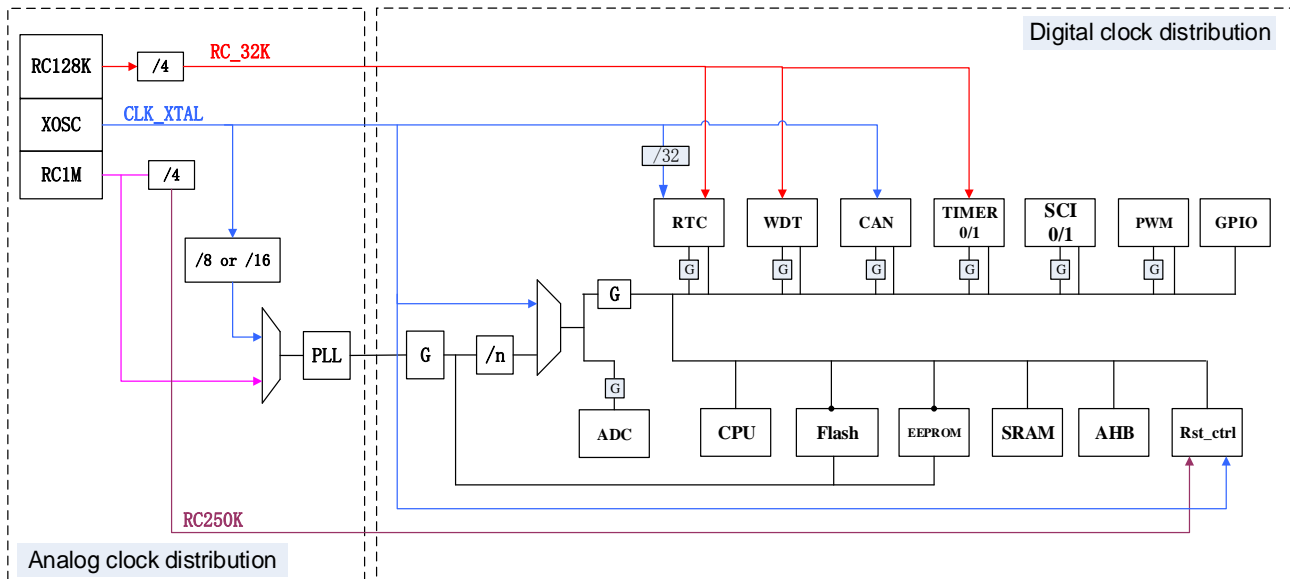 Digital clock distribution
RC128K
/4
RC_32K
XOSC
CLK_XTAL
RC1M
/4
/32
RTC
WDT
CAN
TIMER
0/1
SCI
0/1
PWM
GPIO
/8 or /16
G
G
G
G
G
G
G
PLL
G
/n
G
ADC
CPU
Flash
EEPROM
SRAM
AHB
Rst_ctrl
RC250K
Analog clock distribution